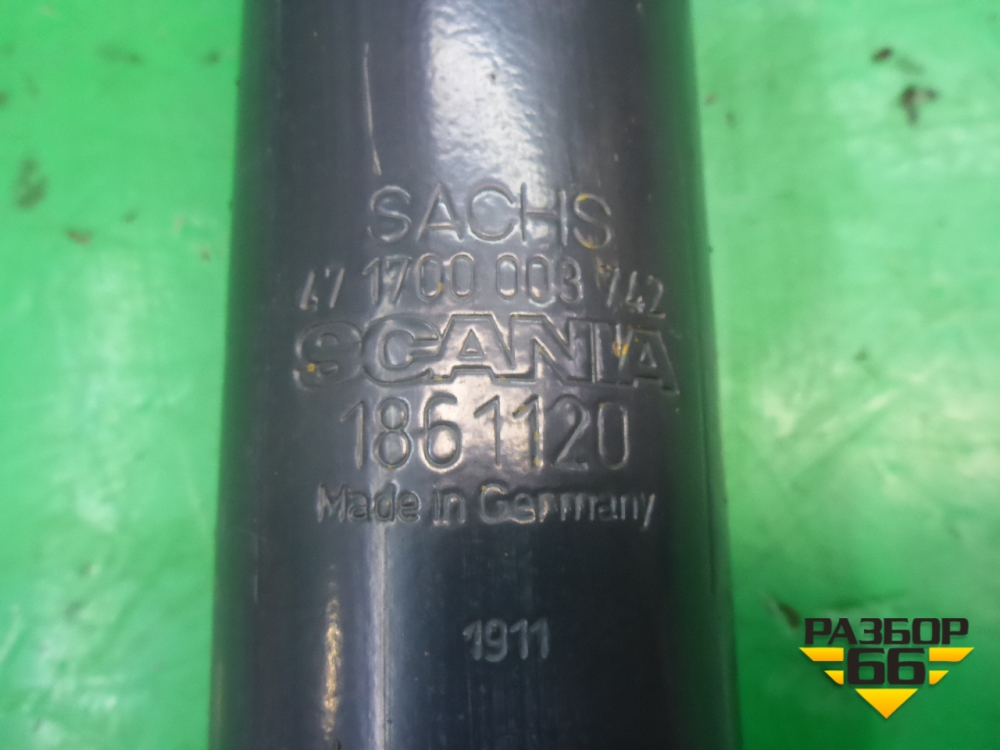 SACHS
47 1700 003 742
SCANIA
1861120
Made in Germany
1911
РАЗБОР
66